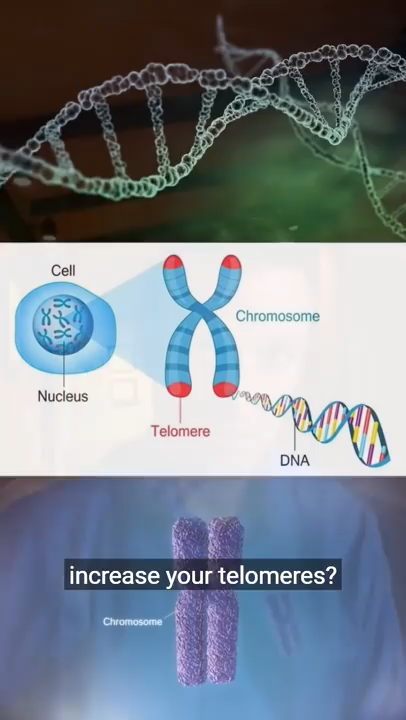 Cell
Chromosome
Nucleus
Telomere
DNA
increase your telomeres?
Chromosome